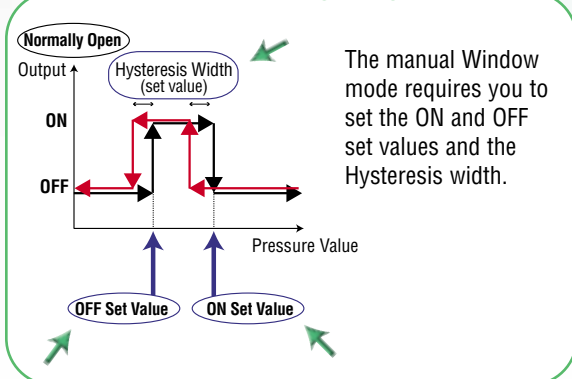 Normally Open
Output
Hysteresis Width
(set value)
ON
OFF
Pressure Value
OFF Set Value
ON Set Value
The manual Window
mode requires you to
set the ON and OFF
set values and the
Hysteresis width.